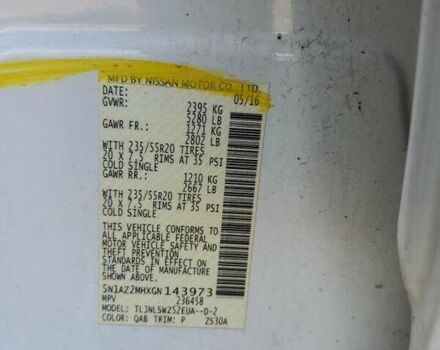 MFD BY NISSAN MOTOR CO., LTD.
DATE: 05/16
GVWR: 2395 KG
5280 LB
GAWR FR.: 1271 KG
2802 LB
WITH 235/55R20 TIRES
20 X 7.5 RIMS AT 35 PSI
COLD SINGLE
GAWR RR.: 1210 KG
2667 LB
WITH 235/55R20 TIRES
20 X 7.5 RIMS AT 35 PSI
COLD SINGLE
THIS VEHICLE CONFORMS TO
ALL APPLICABLE FEDERAL
MOTOR VEHICLE SAFETY AND
THEFT PREVENTION
STANDARDS IN EFFECT ON
THE DATE OF MANUFACTURE
SHOWN ABOVE.
5N1AZ2MHXGN143973
MPV 236458
MODEL: TLJNLSWZ52EUA--D-2
COLOR: QAB TRIM: P ZS30A